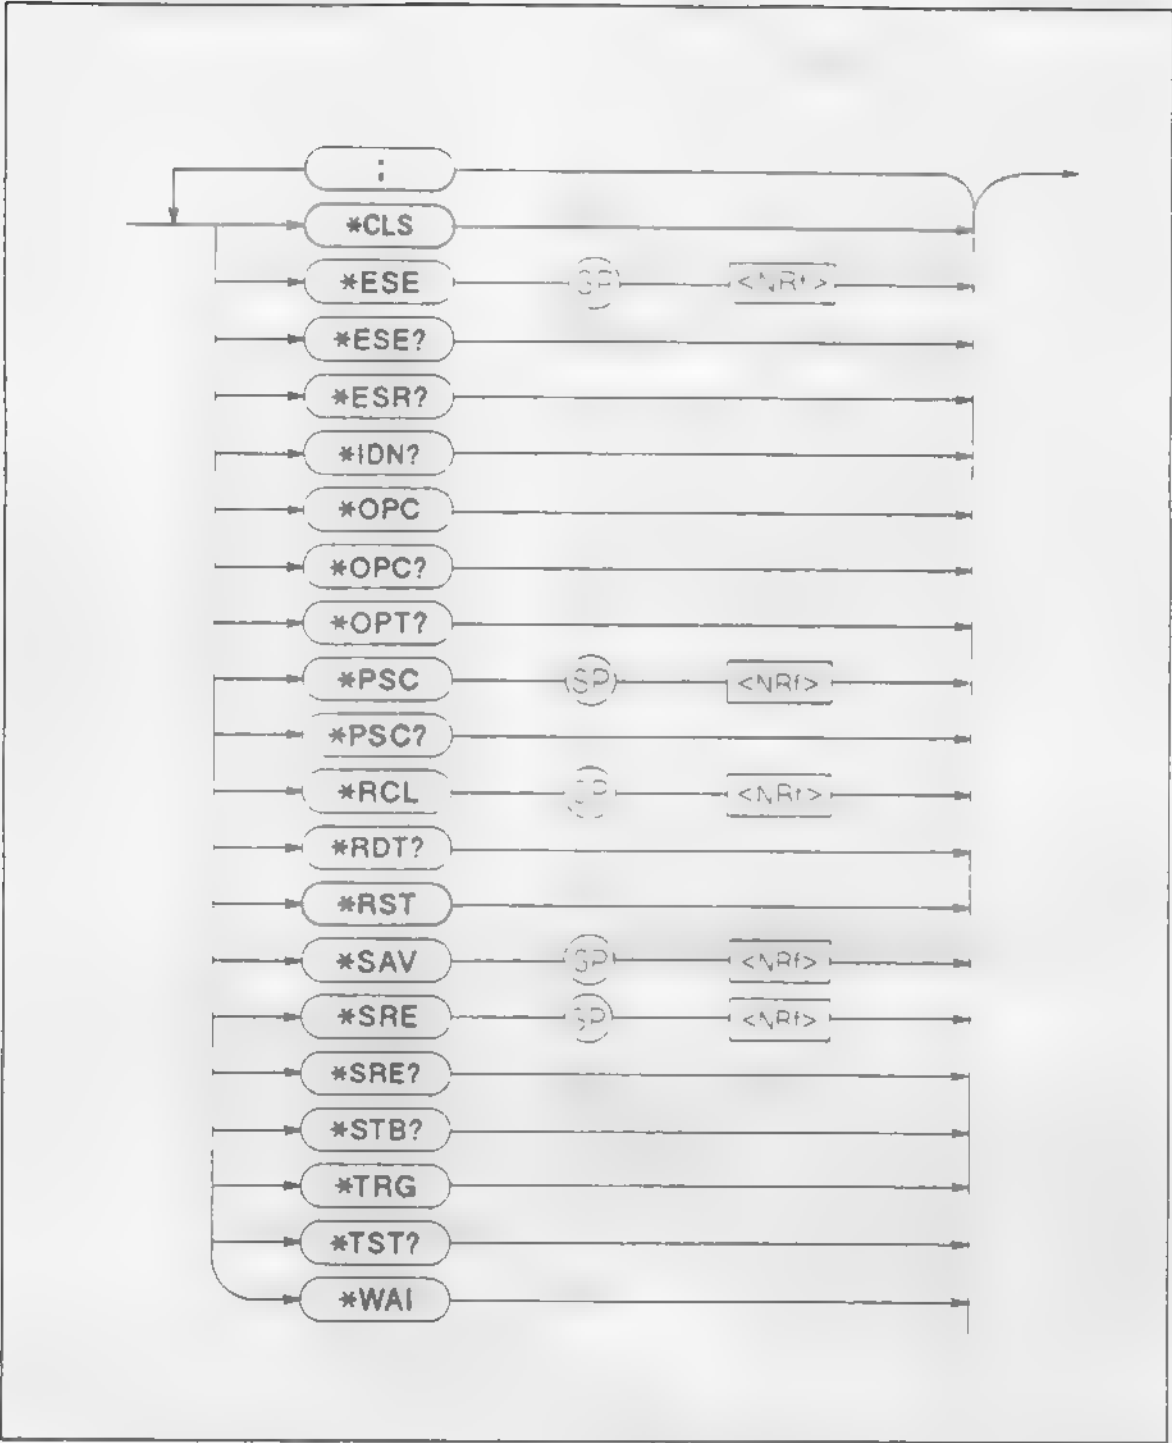 ;
*CLS
*ESE SP <NRf>
*ESE?
*ESR?
*IDN?
*OPC
*OPC?
*OPT?
*PSC SP <NRf>
*PSC?
*RCL SP <NRf>
*RDT?
*RST
*SAV SP <NRf>
*SRE SP <NRf>
*SRE?
*STB?
*TRG
*TST?
*WAI